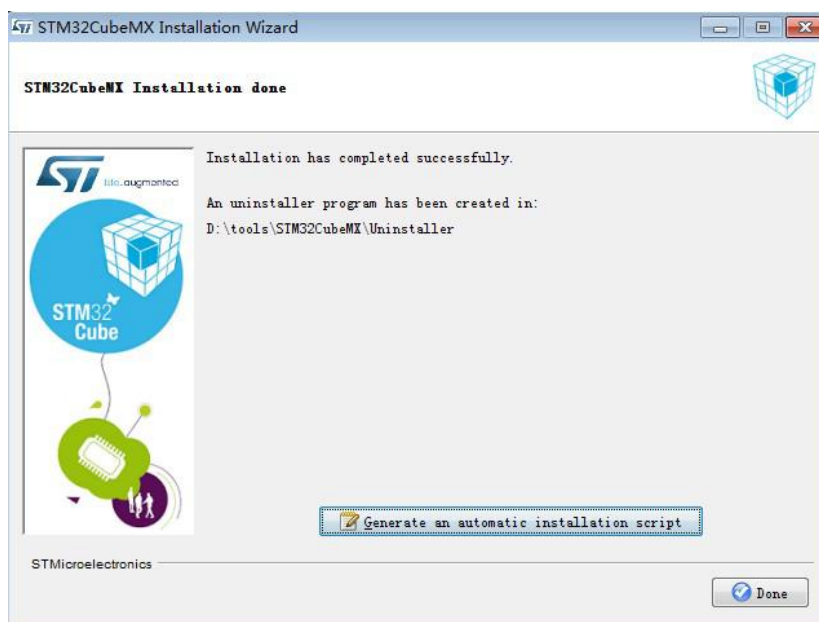 STM32CubeMX Installation Wizard
STM32CubeMX Installation done
ST
life.augmented
Installation has completed successfully.
An uninstaller program has been created in:
D:\tools\STM32CubeMX\Uninstaller
STM32
Cube
Generate an automatic installation script
STMicroelectronics
Done